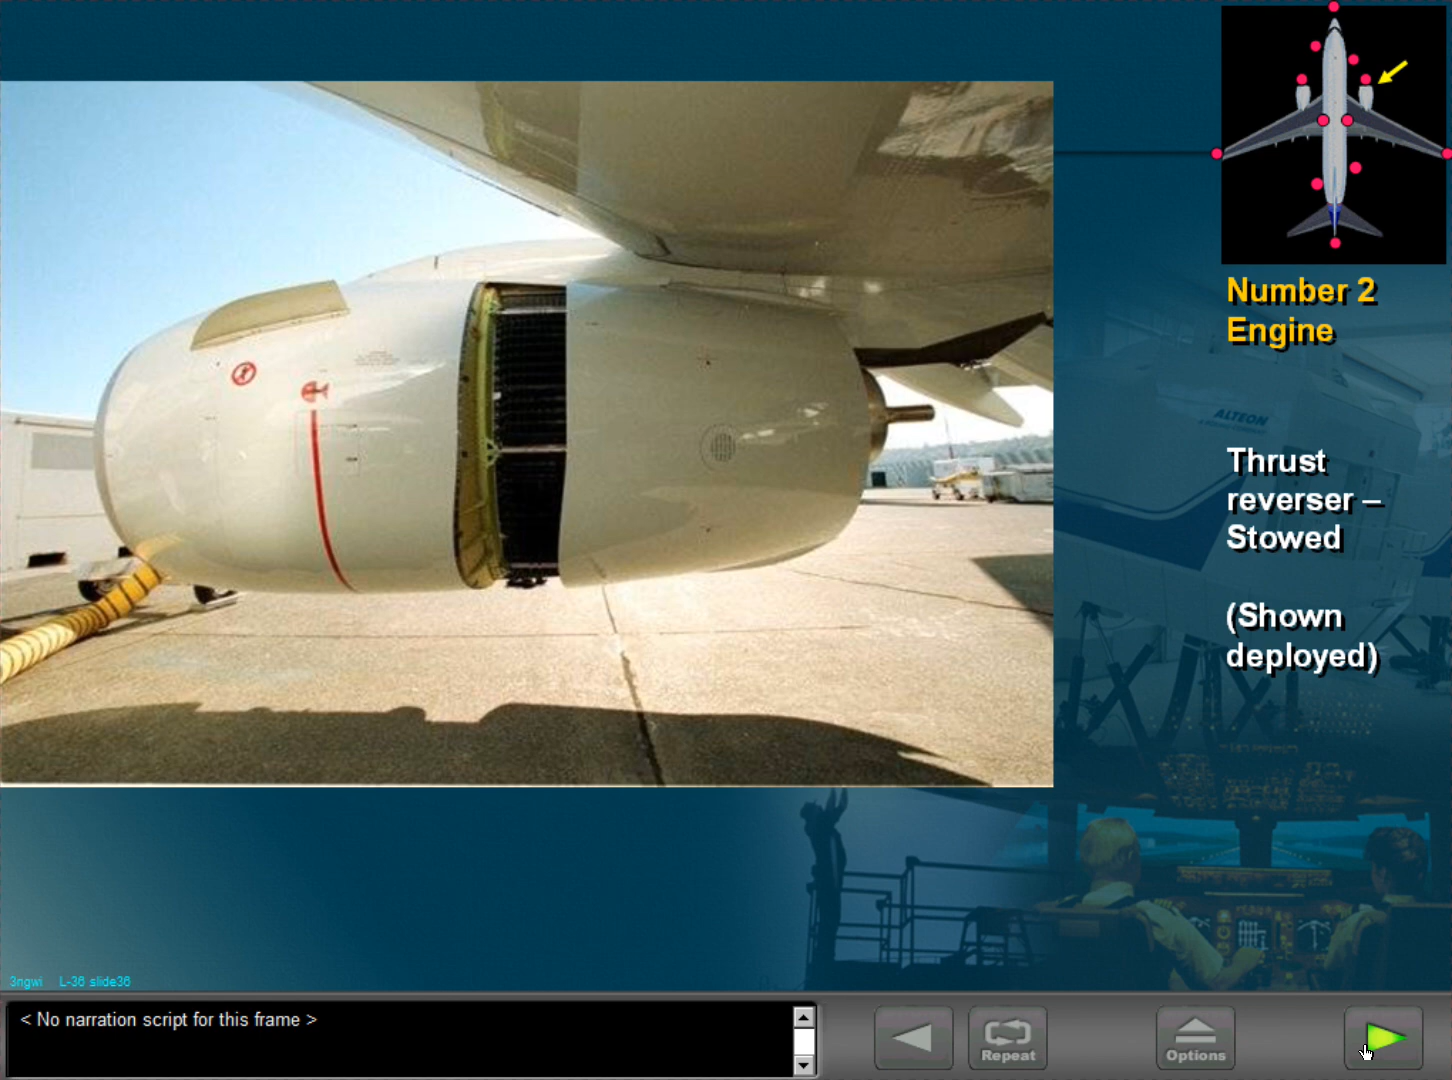 Number 2
Engine
ALTEON
Thrust
reverser –
Stowed
(Shown
deployed)
3ngwi L-36 slide36
< No narration script for this frame >
Repeat
Options